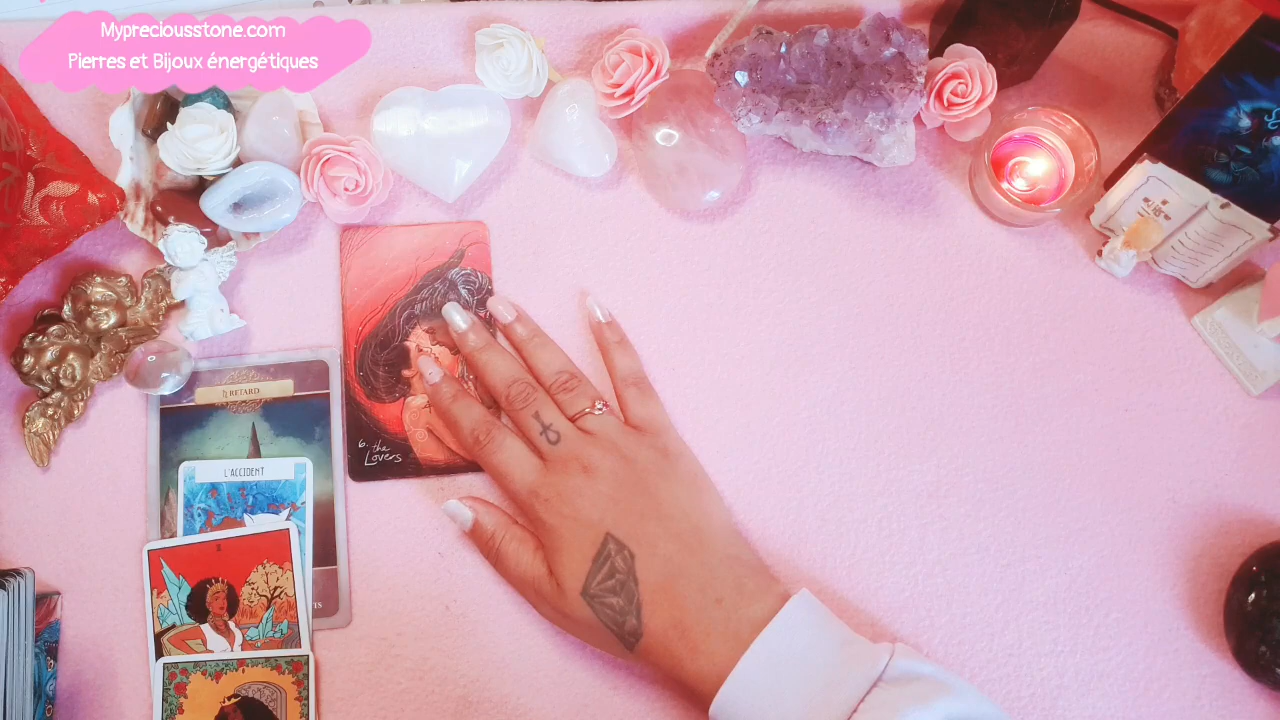 Mypreciousstone.com
Pierres et Bijoux énergétiques
RETARD
L'ACCIDENT
6. the
Lovers